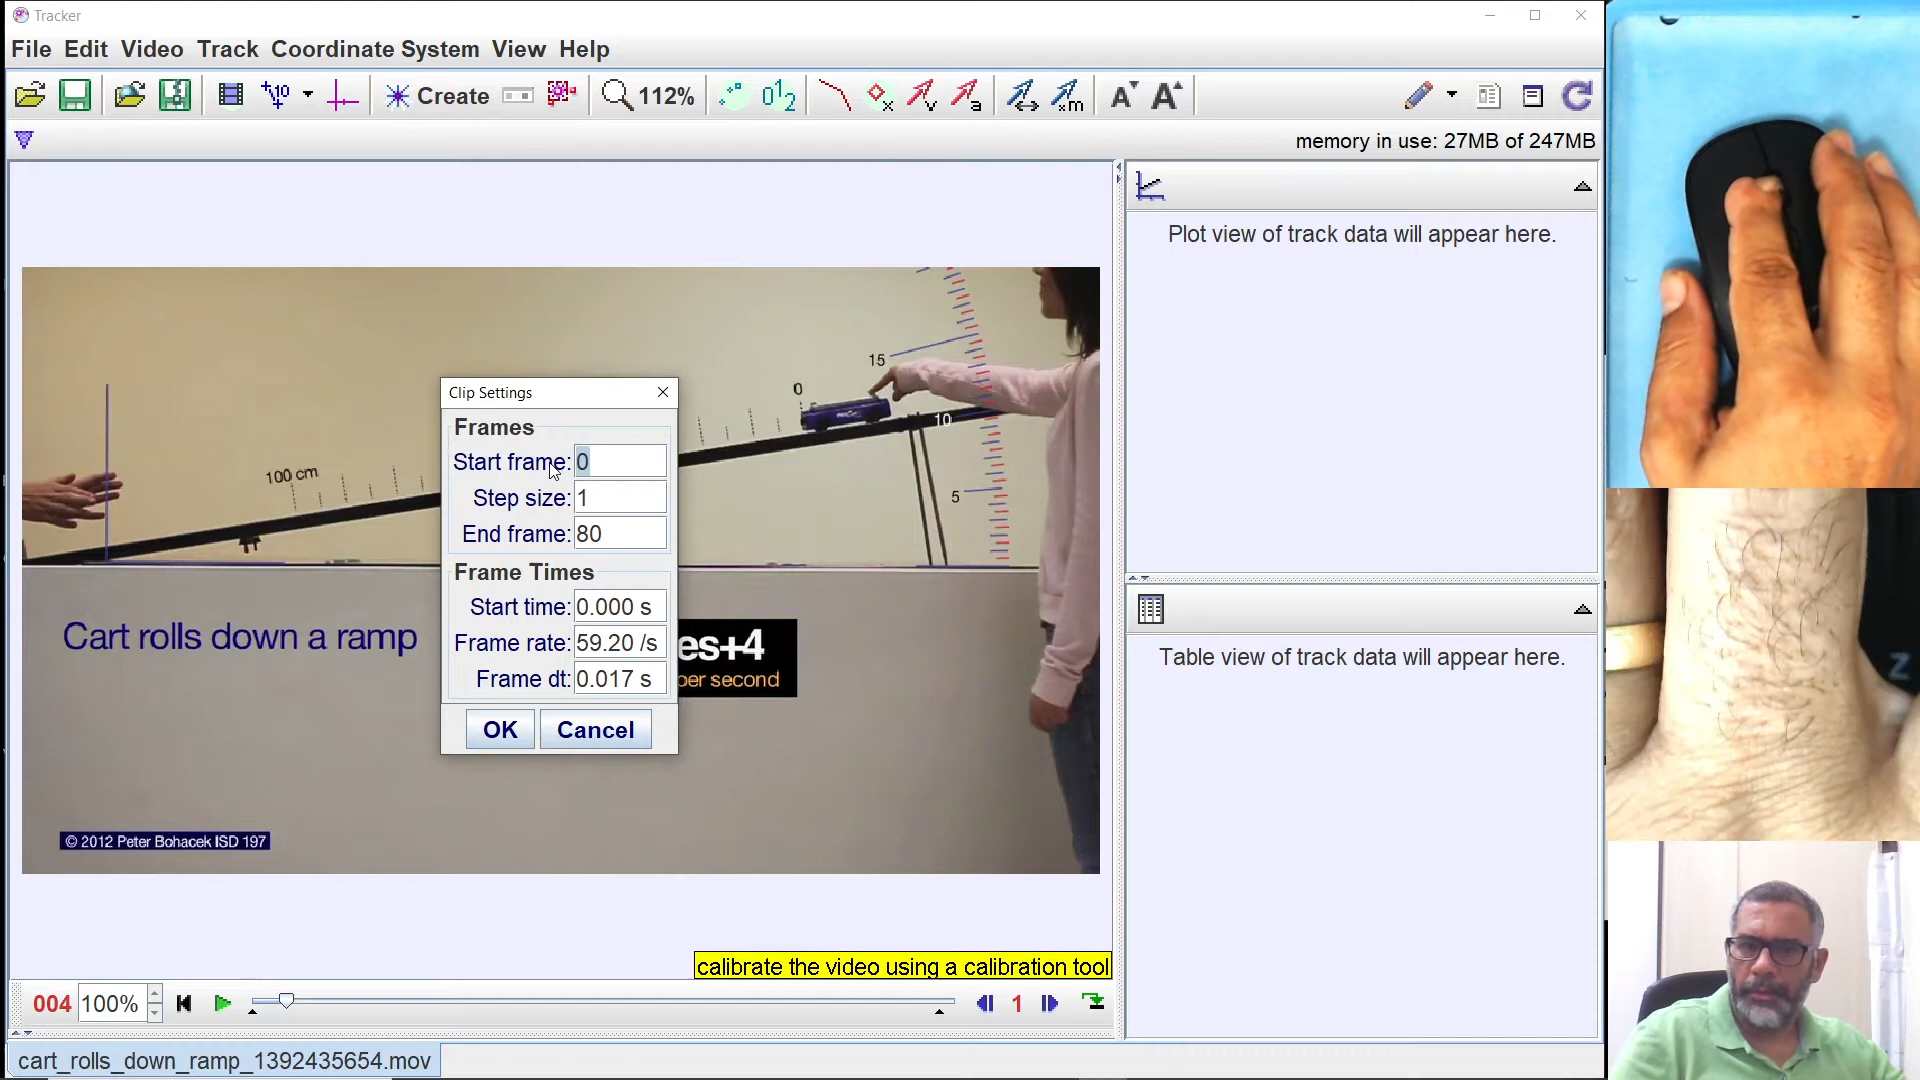 Tracker
File Edit Video Track Coordinate System View Help
Create 112%
memory in use: 27MB of 247MB
Plot view of track data will appear here.
15
0
10
100 cm
5
Clip Settings
Frames
Start frame: 0
Step size: 1
End frame: 80
Frame Times
Start time: 0.000 s
Frame rate: 59.20 /s
Frame dt: 0.017 s
OK Cancel
Cart rolls down a ramp
es+4
per second
Table view of track data will appear here.
© 2012 Peter Bohacek ISD 197
calibrate the video using a calibration tool
004 100% 1
cart_rolls_down_ramp_1392435654.mov
Z